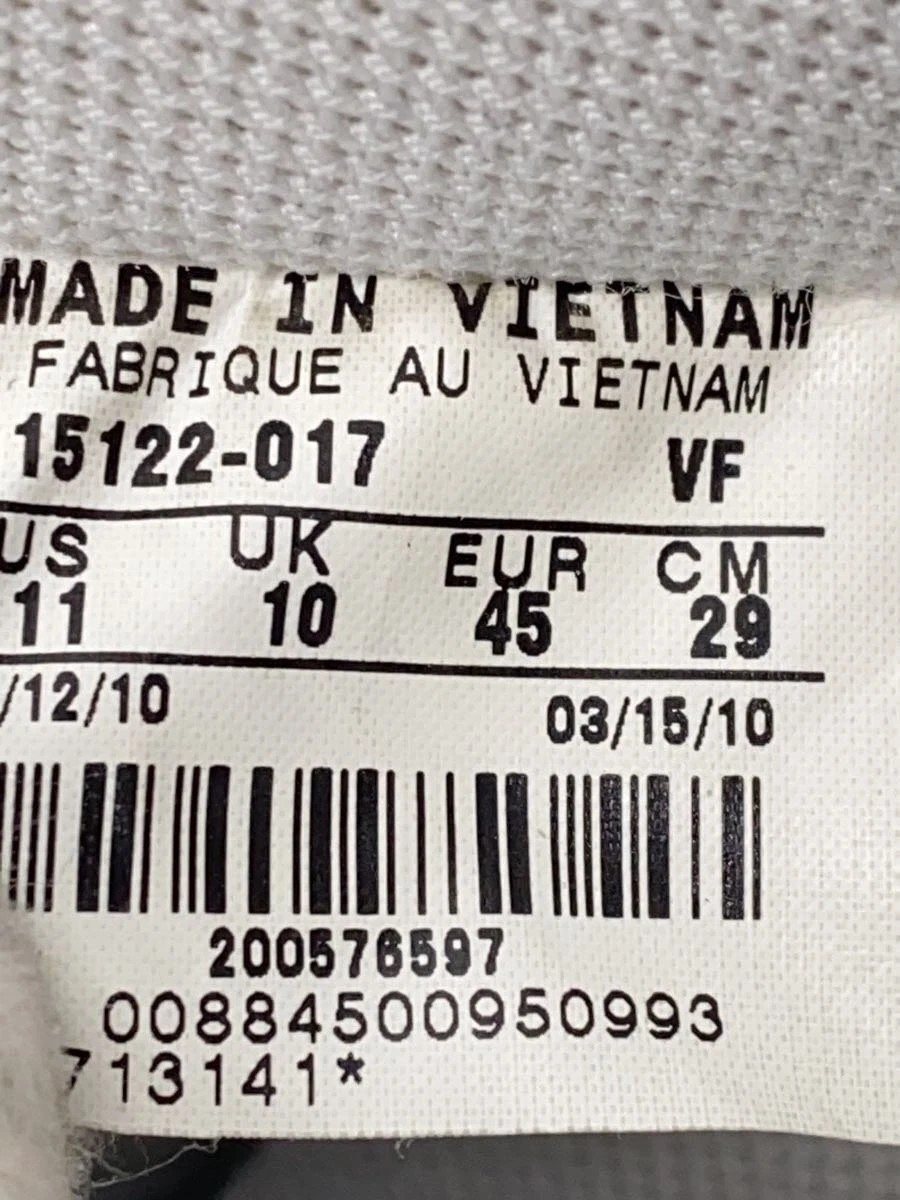 MADE IN VIETNAM
FABRIQUE AU VIETNAM
15122-017 VF
US UK EUR CM
11 10 45 29
/12/10 03/15/10
200576597
00884500950993
713141*